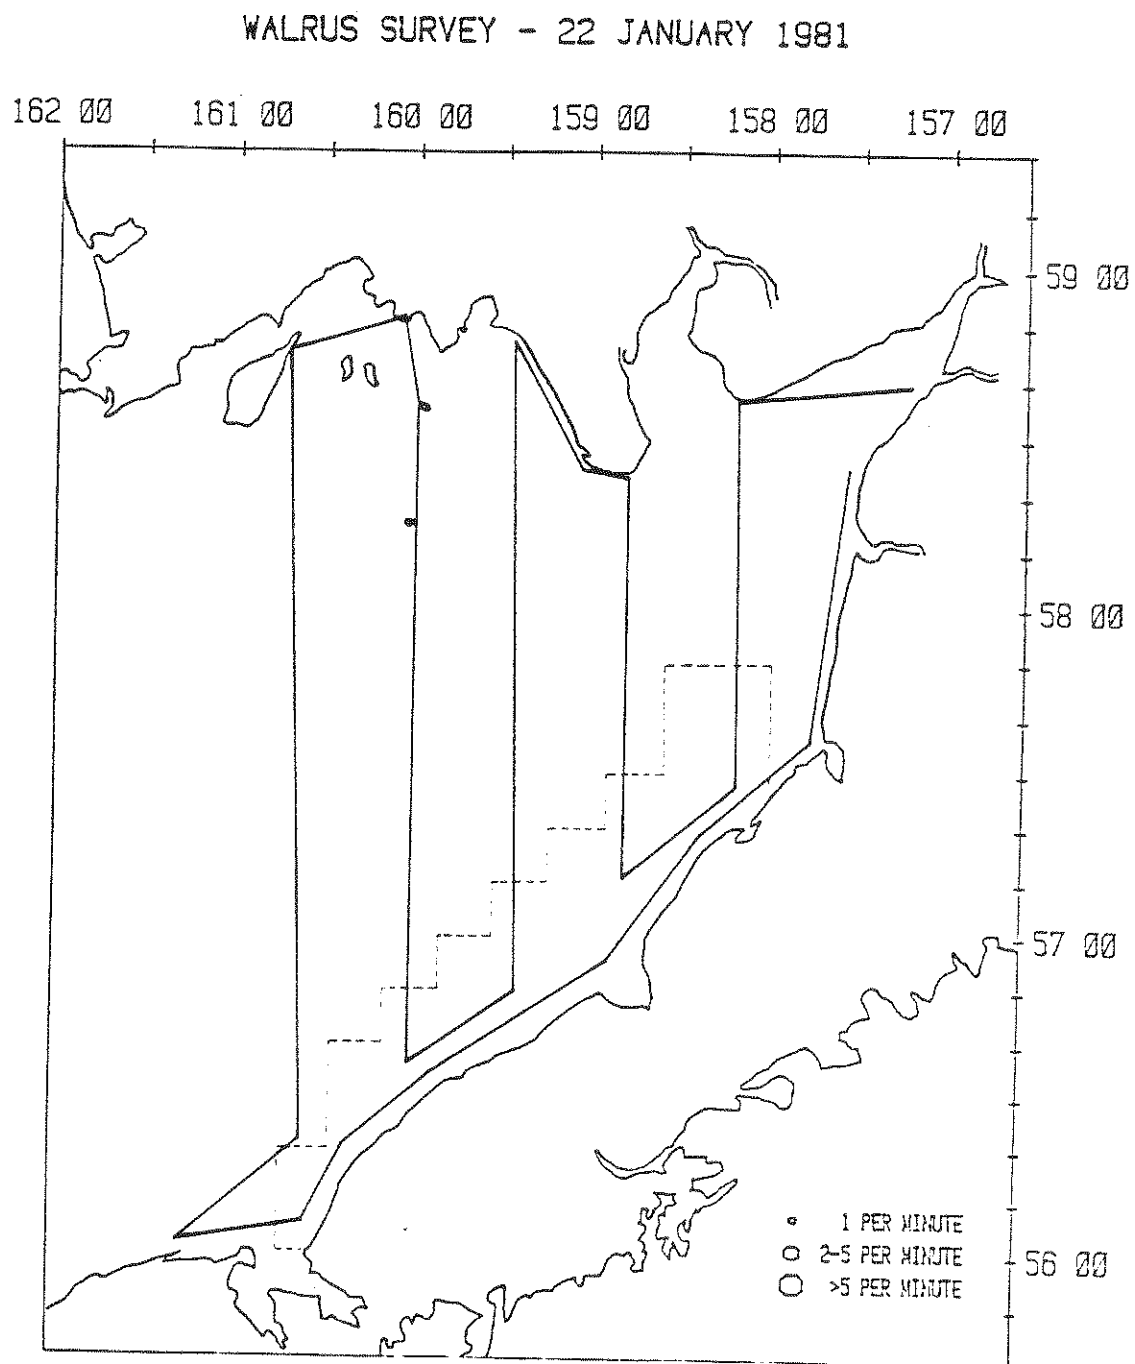 WALRUS SURVEY - 22 JANUARY 1981
162 00 161 00 160 00 159 00 158 00 157 00
59 00
58 00
57 00
1 PER MINUTE
2-5 PER MINUTE
56 00
>5 PER MINUTE